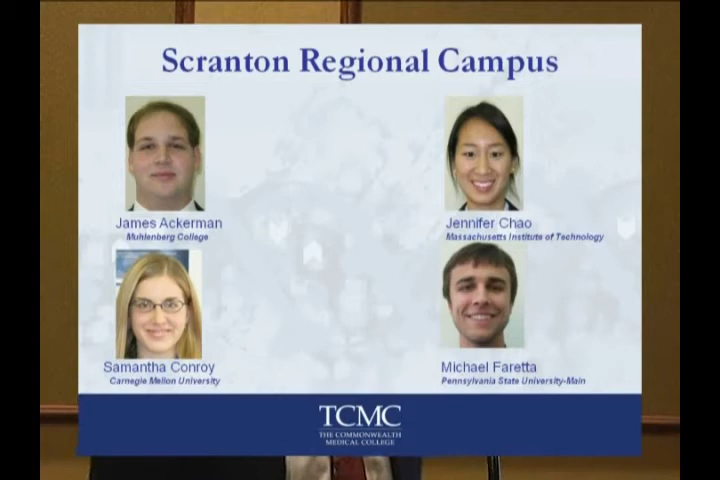 Scranton Regional Campus
James Ackerman
Muhlenberg College
Jennifer Chao
Massachusetts Institute of Technology
Samantha Conroy
Carnegie Mellon University
Michael Faretta
Pennsylvania State University-Main
TCMC
THE COMMONWEALTH
MEDICAL COLLEGE